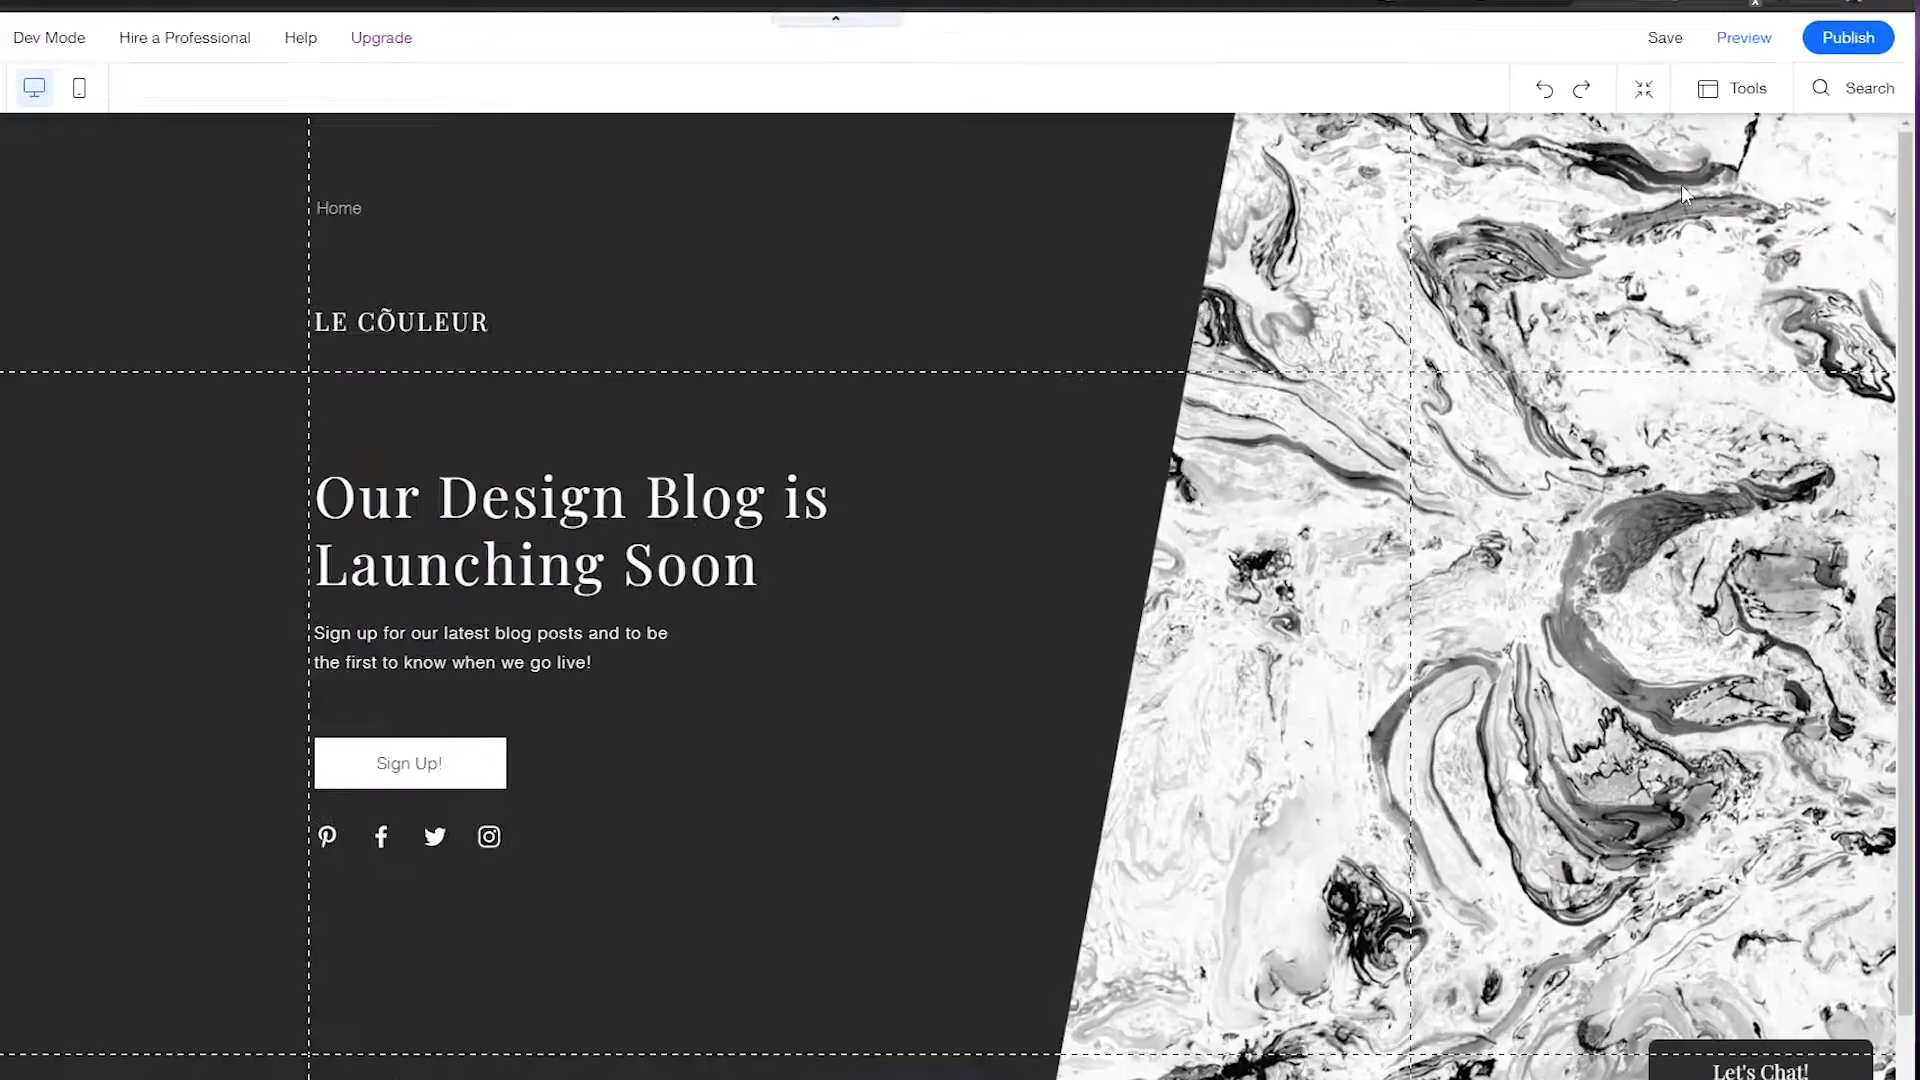 Dev Mode
Hire a Professional
Help
Upgrade
Save
Preview
Publish
Tools
Search
Home
LE CÕULEUR
Our Design Blog is
Launching Soon
Sign up for our latest blog posts and to be
the first to know when we go live!
Sign Up!
Let's Chat!